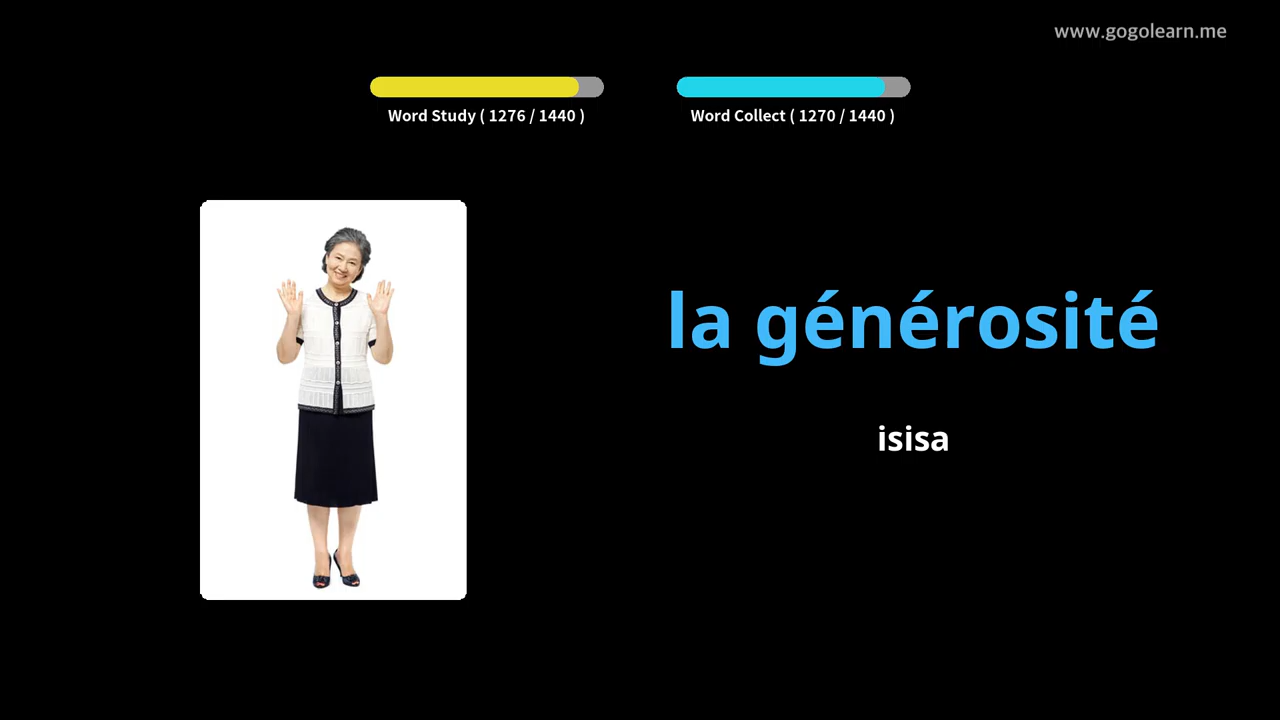 www.gogolearn.me
Word Study ( 1276 / 1440 )
Word Collect ( 1270 / 1440 )
la générosité
isisa